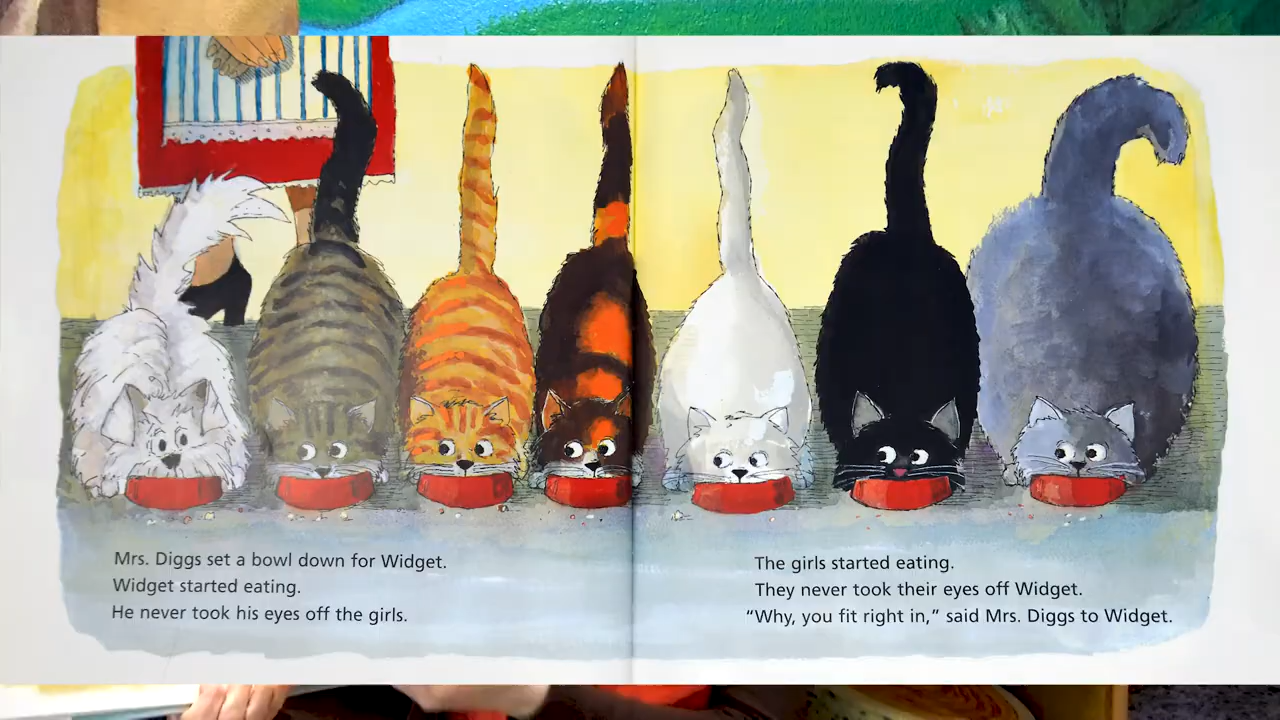 Mrs. Diggs set a bowl down for Widget.
Widget started eating.
He never took his eyes off the girls.
The girls started eating.
They never took their eyes off Widget.
“Why, you fit right in,” said Mrs. Diggs to Widget.